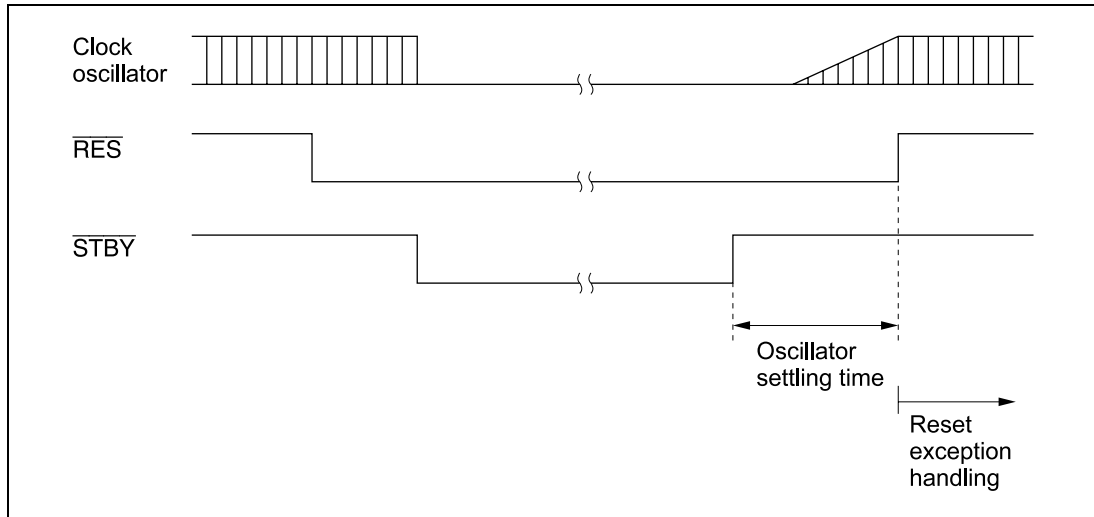 Clock
oscillator
RES
STBY
Oscillator
settling time
Reset
exception
handling